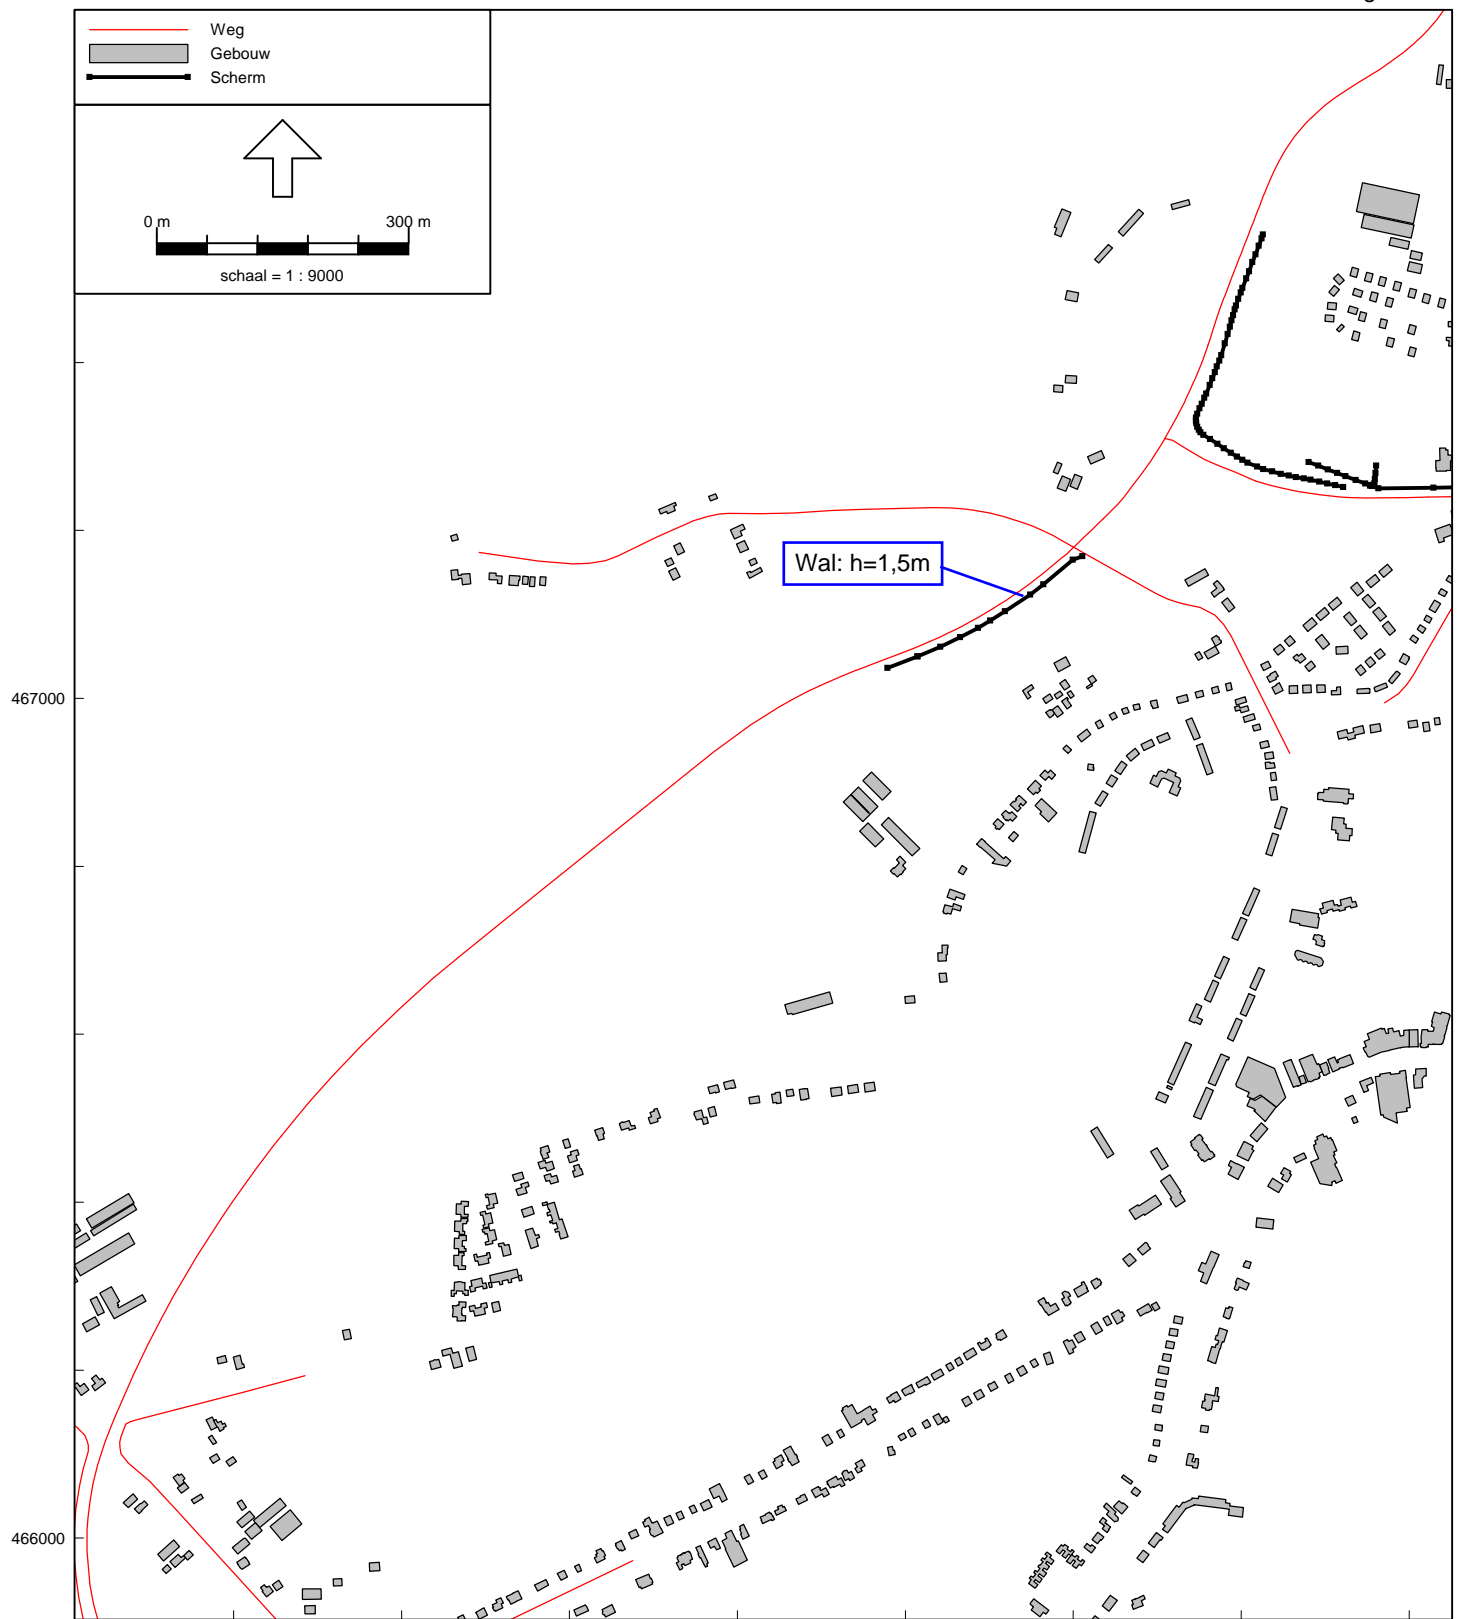 g
Weg
Gebouw
Scherm
0 m 300 m
schaal = 1 : 9000
Wal: h=1,5m
467000
466000